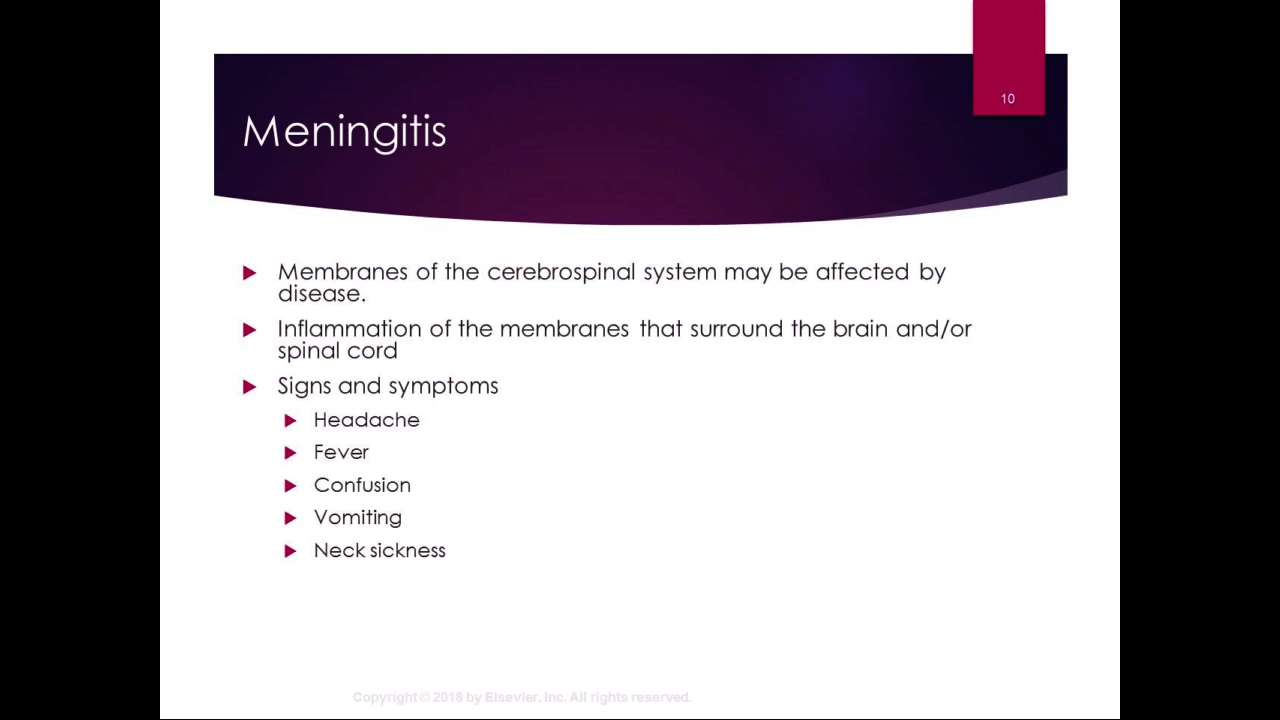 10
Meningitis
Membranes of the cerebrospinal system may be affected by
disease.
Inflammation of the membranes that surround the brain and/or
spinal cord
Signs and symptoms
Headache
Fever
Confusion
Vomiting
Neck sickness
Copyright © 2018 by Elsevier, Inc. All rights reserved.